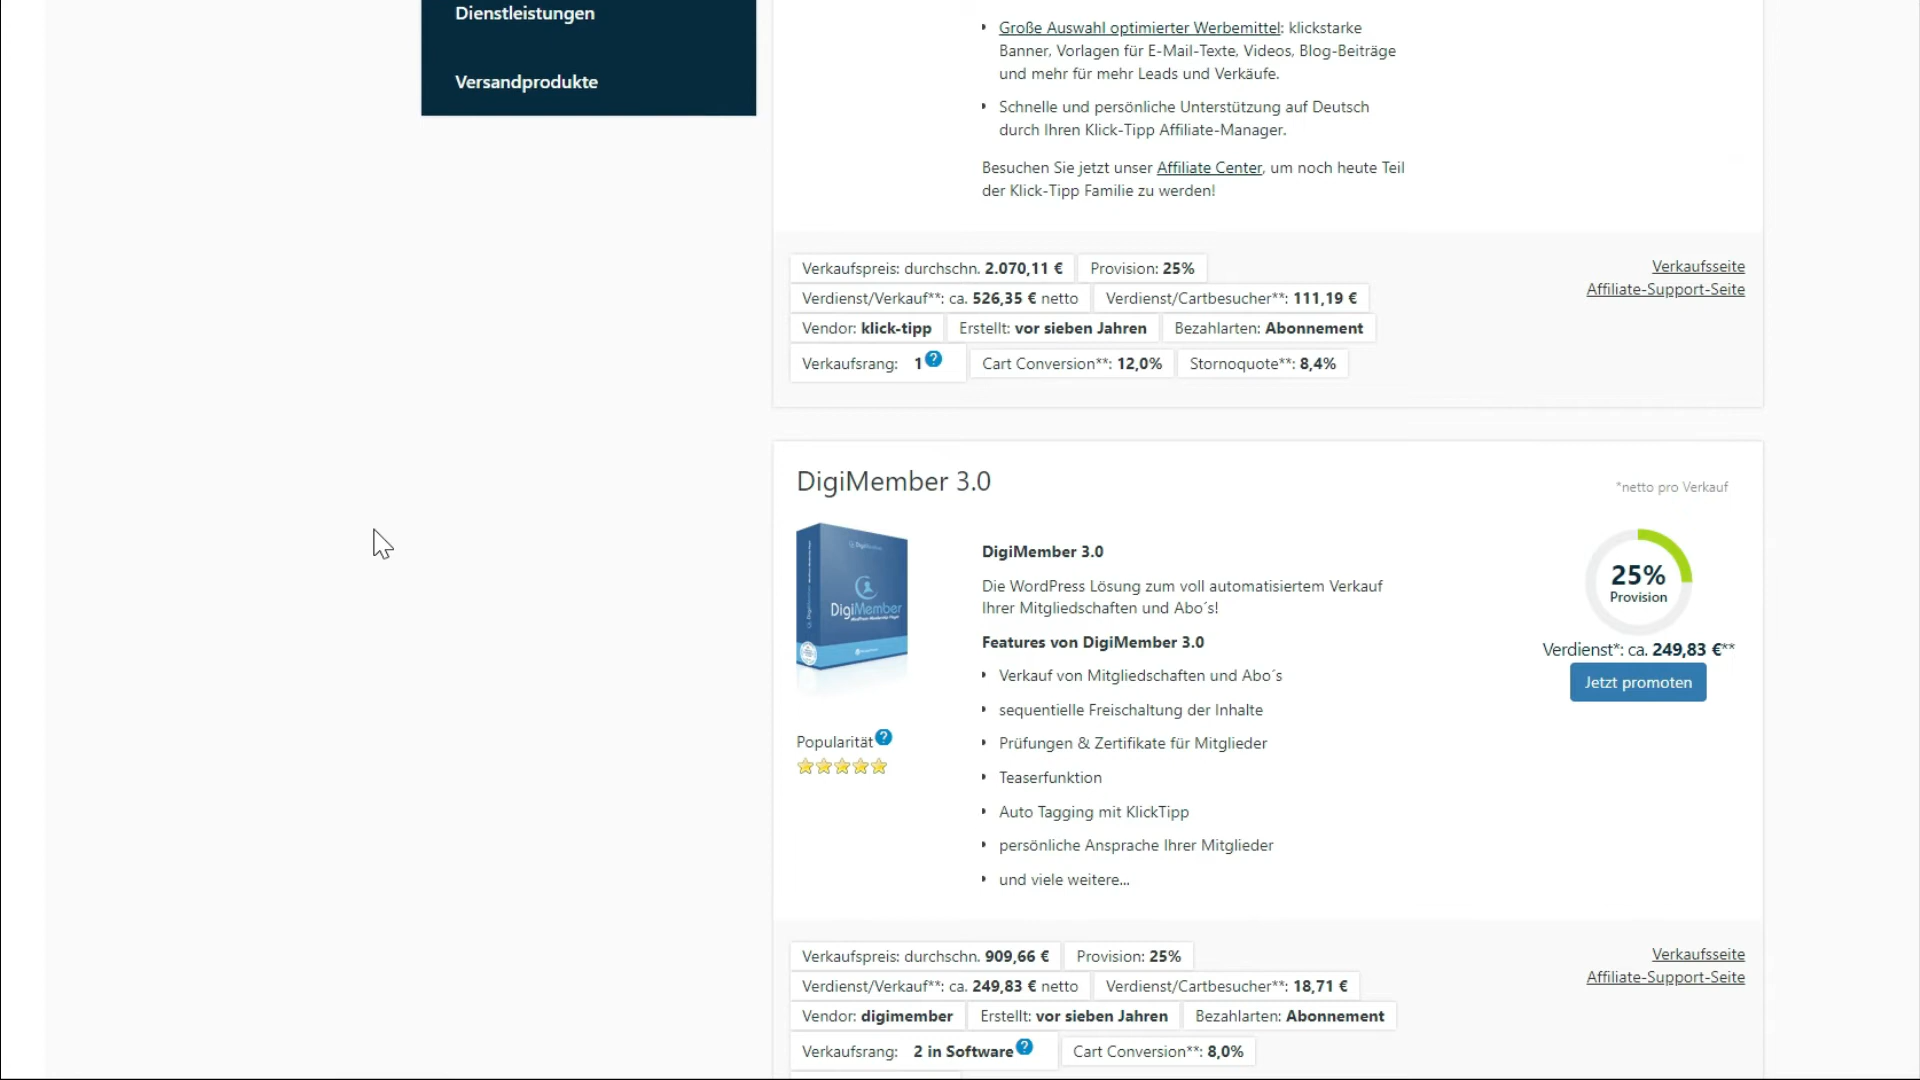 Dienstleistungen
Versandprodukte
Große Auswahl optimierter Werbemittel: klickstarke
Banner, Vorlagen für E-Mail-Texte, Videos, Blog-Beiträge
und mehr für mehr Leads und Verkäufe.
Schnelle und persönliche Unterstützung auf Deutsch
durch Ihren Klick-Tipp Affiliate-Manager.
Besuchen Sie jetzt unser Affiliate Center, um noch heute Teil
der Klick-Tipp Familie zu werden!
Verkaufspreis: durchschn. 2.070,11 € Provision: 25%
Verdienst/Verkauf**: ca. 526,35 € netto Verdienst/Cartbesucher**: 111,19 €
Vendor: klick-tipp Erstellt: vor sieben Jahren Bezahlarten: Abonnement
Verkaufsrang: 1 ? Cart Conversion**: 12,0% Stornoquote**: 8,4%
Verkaufsseite
Affiliate-Support-Seite
DigiMember 3.0
*netto pro Verkauf
DigiMember
DigiMember 3.0
Die WordPress Lösung zum voll automatisiertem Verkauf
Ihrer Mitgliedschaften und Abo´s!
Features von DigiMember 3.0
Verkauf von Mitgliedschaften und Abo´s
sequentielle Freischaltung der Inhalte
Prüfungen & Zertifikate für Mitglieder
Teaserfunktion
Auto Tagging mit KlickTipp
persönliche Ansprache Ihrer Mitglieder
und viele weitere...
25%
Provision
Verdienst*: ca. 249,83 €**
Jetzt promoten
Popularität ?
Verkaufspreis: durchschn. 909,66 € Provision: 25%
Verdienst/Verkauf**: ca. 249,83 € netto Verdienst/Cartbesucher**: 18,71 €
Vendor: digimember Erstellt: vor sieben Jahren Bezahlarten: Abonnement
Verkaufsrang: 2 in Software ? Cart Conversion**: 8,0%
Verkaufsseite
Affiliate-Support-Seite